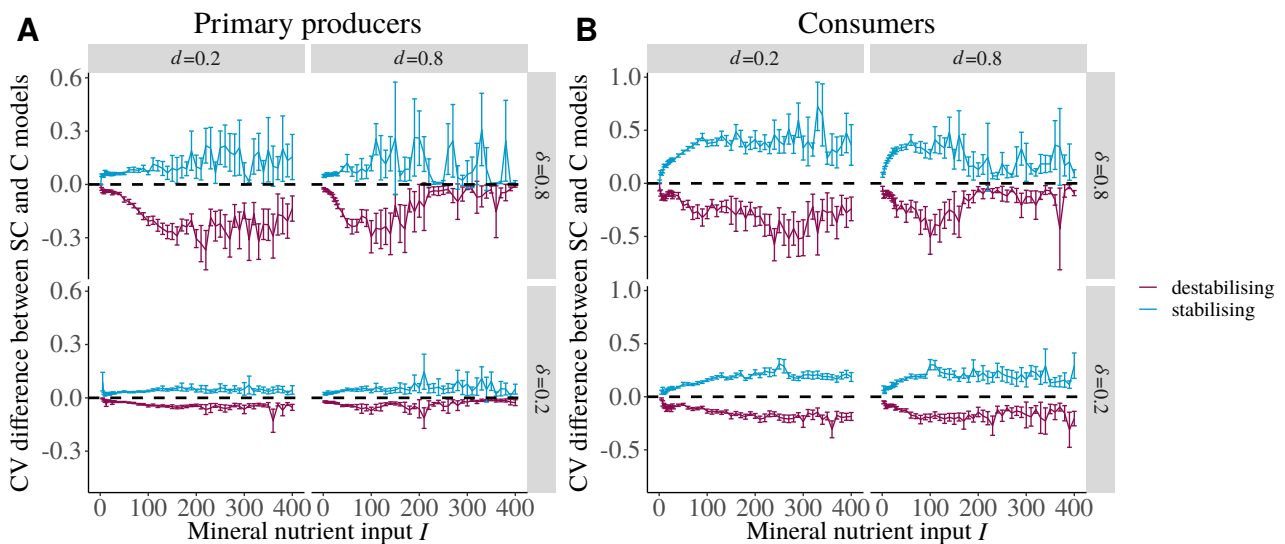 A
Primary producers
d=0.2
d=0.8
CV difference between SC and C models
0.6
0.3
0.0
-0.3
δ=0.8
0.6
0.3
0.0
-0.3
δ=0.2
0 100 200 300 400
0 100 200 300 400
Mineral nutrient input I
B
Consumers
d=0.2
d=0.8
CV difference between SC and C models
1.0
0.5
0.0
-0.5
δ=0.8
1.0
0.5
0.0
-0.5
δ=0.2
0 100 200 300 400
0 100 200 300 400
Mineral nutrient input I
destabilising
stabilising